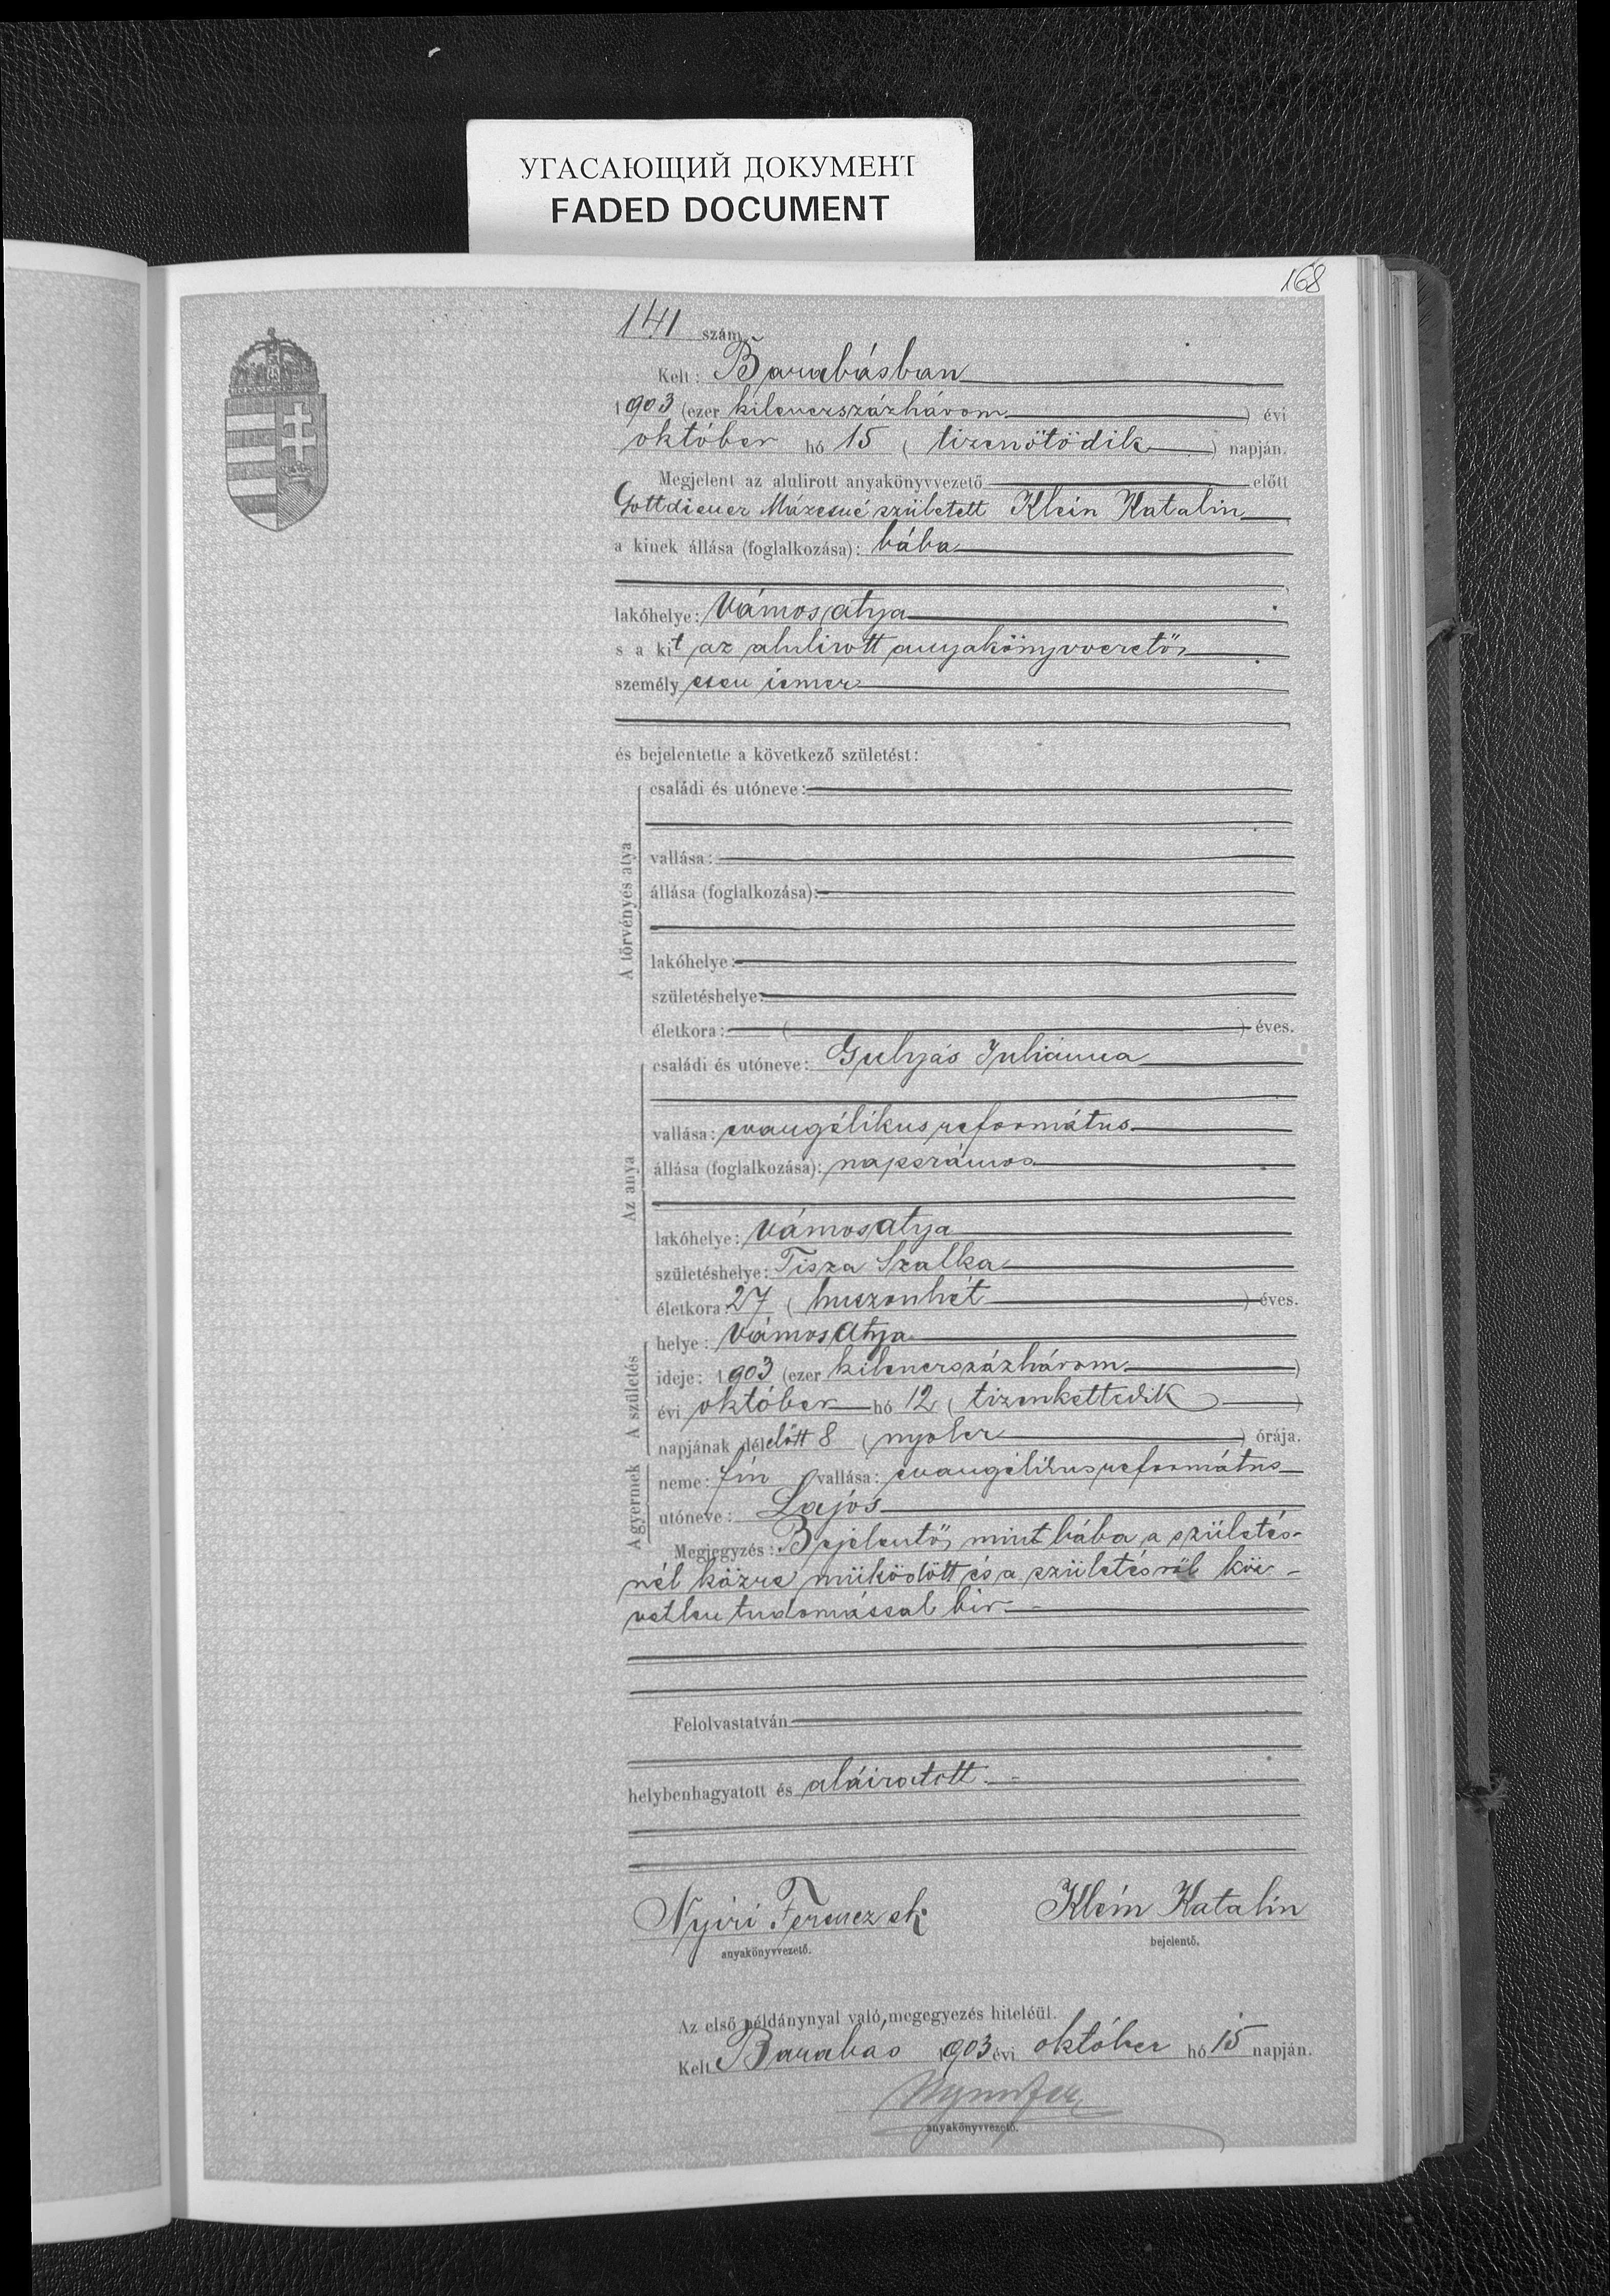 УГАСАЮЩИЙ ДОКУМЕНТ
FADED DOCUMENT
168
141 szám.
Kelt: Barabásban
1903 (ezer kilenczszázhárom) évi
október hó 15 (tizenötödik) napján.
Megjelent az alulirott anyakönyvvezető előtt
Gottdiener Mózesné született Klein Katalin
a kinek állása (foglalkozása): bába
lakóhelye: Vámosatya
s a kit az alulirott anyakönyvvezető
személyesen ismer
és bejelentette a következő születést:
A törvényes atya
családi és utóneve:
vallása:
állása (foglalkozása):
lakóhelye:
születéshelye:
életkora: ( ) éves.
Az anya
családi és utóneve: Gulyás Juliánna
vallása: evangélikus református
állása (foglalkozása): napszámos
lakóhelye: Vámosatya
születéshelye: Tisza Szalka
életkora: 27 (huszonhét) éves.
A születés
helye: Vámosatya
ideje: 1903 (ezer kilenczszázhárom)
évi október hó 12 (tizenkettedik)
napjának délelőtt 8 (nyolcz) órája.
A gyermek
neme: fiú vallása: evangélikus református
utóneve: Lajos
Megjegyzés: Bejelentő, mint bába a születés-
nél közre működött és a születésről köz-
vetlen tudomással bir.
Felolvastatván
helybenhagyatott és aláiratott.
Nyiri Ferencz sk Klein Katalin
anyakönyvvezető. bejelentő.
Az első példánynyal való megegyezés hiteléül.
Kelt Barabás 1903 évi október hó 15 napján.
anyakönyvvezető.